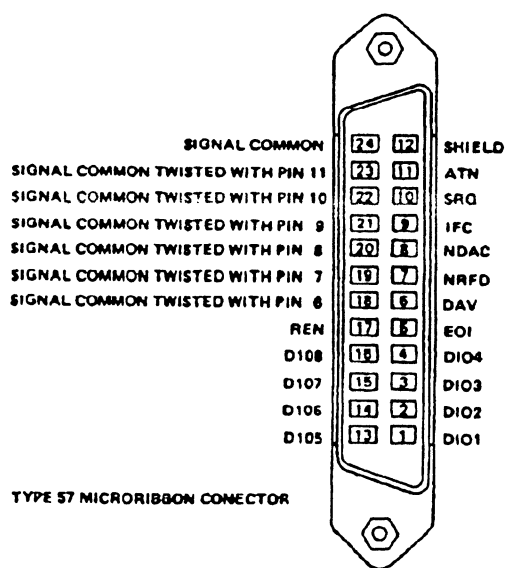 SIGNAL COMMON 24 12 SHIELD
SIGNAL COMMON TWISTED WITH PIN 11 23 11 ATN
SIGNAL COMMON TWISTED WITH PIN 10 22 10 SRQ
SIGNAL COMMON TWISTED WITH PIN 9 21 9 IFC
SIGNAL COMMON TWISTED WITH PIN 8 20 8 NDAC
SIGNAL COMMON TWISTED WITH PIN 7 19 7 NRFD
SIGNAL COMMON TWISTED WITH PIN 6 18 6 DAV
REN 17 5 EOI
D108 16 4 DIO4
D107 15 3 DIO3
D106 14 2 DIO2
D105 13 1 DIO1
TYPE 57 MICRORIBBON CONECTOR